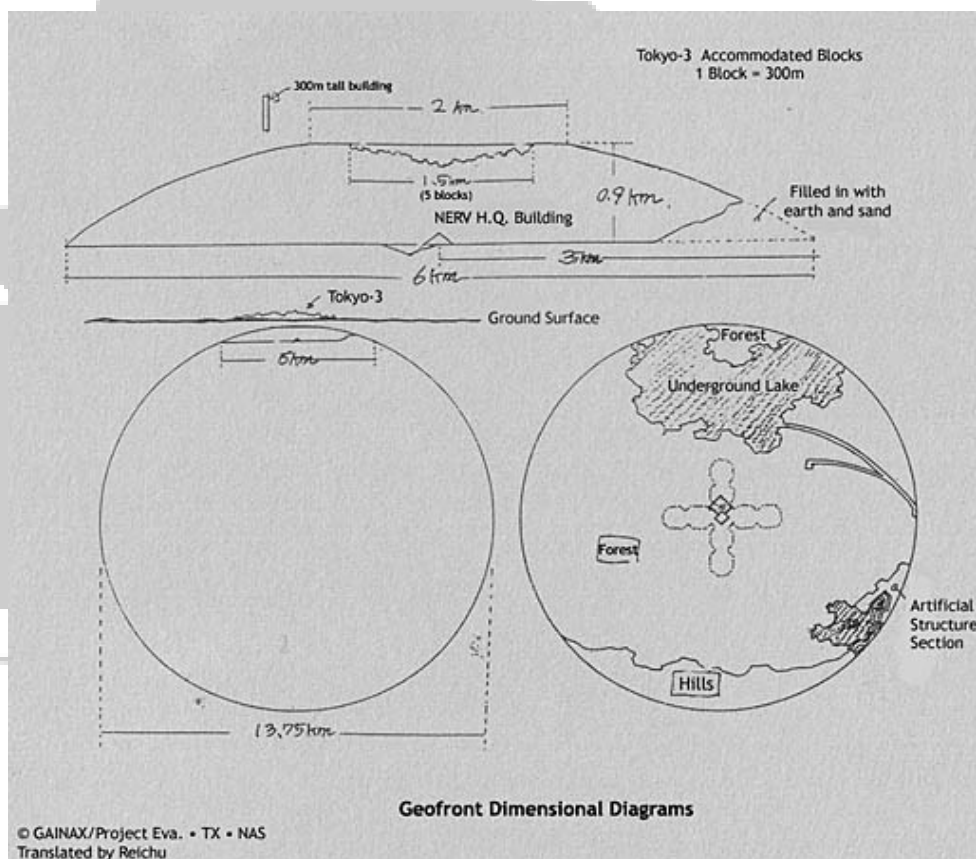 Tokyo-3 Accommodated Blocks
1 Block = 300m
300m tall building
2 km
1.5km
(5 blocks)
0.9 km
Filled in with
earth and sand
NERV H.Q. Building
3km
6km
Tokyo-3
Ground Surface
6km
Forest
Underground Lake
Forest
Artificial
Structure
Section
Hills
13.75km
Geofront Dimensional Diagrams
© GAINAX/Project Eva. • TX • NAS
Translated by Reichu